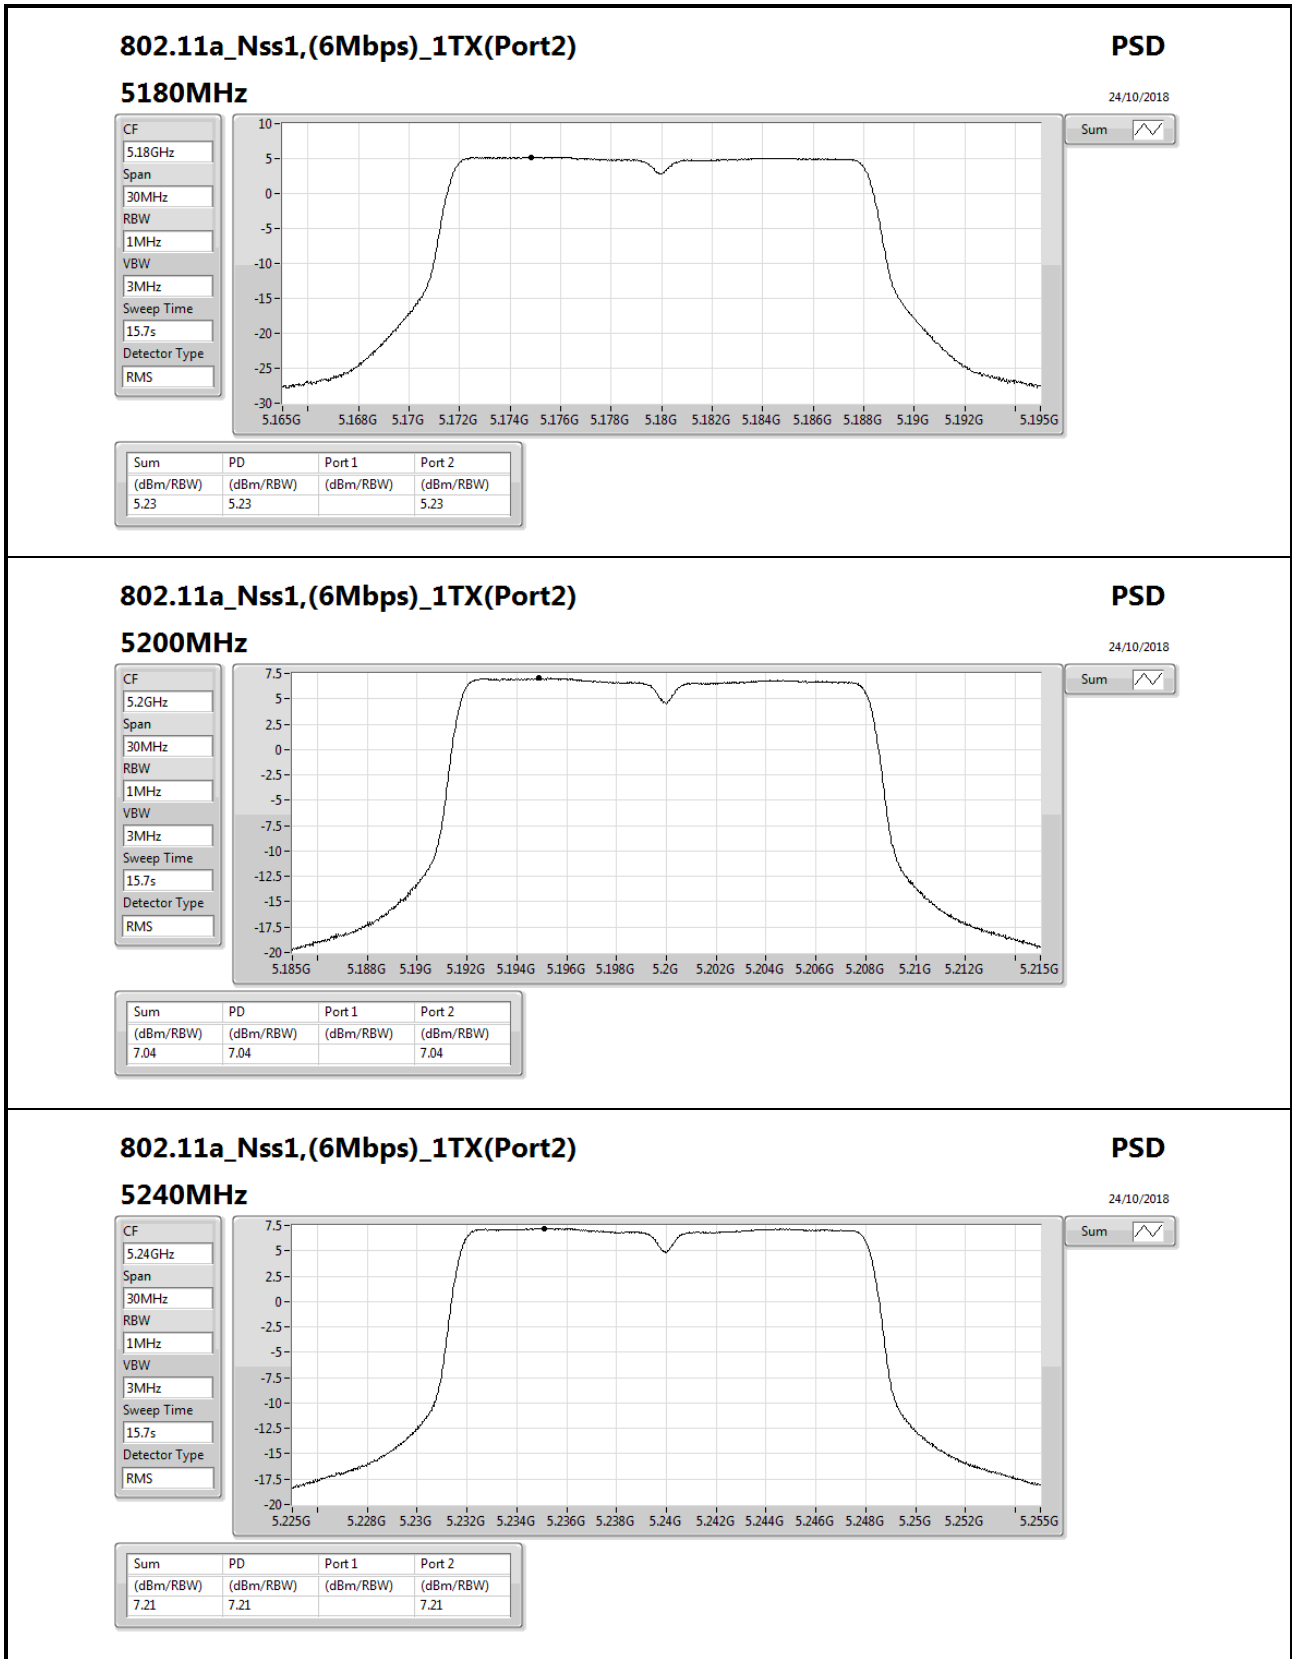 802.11a_Nss1,(6Mbps)_1TX(Port2) PSD
5180MHz 24/10/2018
CF
5.18GHz
Span
30MHz
RBW
1MHz
VBW
3MHz
Sweep Time
15.7s
Detector Type
RMS
10
5
0
-5
-10
-15
-20
-25
-30
5.165G 5.168G 5.17G 5.172G 5.174G 5.176G 5.178G 5.18G 5.182G 5.184G 5.186G 5.188G 5.19G 5.192G 5.195G
Sum
Sum PD Port 1 Port 2
(dBm/RBW) (dBm/RBW) (dBm/RBW) (dBm/RBW)
5.23 5.23 5.23
802.11a_Nss1,(6Mbps)_1TX(Port2) PSD
5200MHz 24/10/2018
CF
5.2GHz
Span
30MHz
RBW
1MHz
VBW
3MHz
Sweep Time
15.7s
Detector Type
RMS
7.5
5
2.5
0
-2.5
-5
-7.5
-10
-12.5
-15
-17.5
-20
5.185G 5.188G 5.19G 5.192G 5.194G 5.196G 5.198G 5.2G 5.202G 5.204G 5.206G 5.208G 5.21G 5.212G 5.215G
Sum
Sum PD Port 1 Port 2
(dBm/RBW) (dBm/RBW) (dBm/RBW) (dBm/RBW)
7.04 7.04 7.04
802.11a_Nss1,(6Mbps)_1TX(Port2) PSD
5240MHz 24/10/2018
CF
5.24GHz
Span
30MHz
RBW
1MHz
VBW
3MHz
Sweep Time
15.7s
Detector Type
RMS
7.5
5
2.5
0
-2.5
-5
-7.5
-10
-12.5
-15
-17.5
-20
5.225G 5.228G 5.23G 5.232G 5.234G 5.236G 5.238G 5.24G 5.242G 5.244G 5.246G 5.248G 5.25G 5.252G 5.255G
Sum
Sum PD Port 1 Port 2
(dBm/RBW) (dBm/RBW) (dBm/RBW) (dBm/RBW)
7.21 7.21 7.21